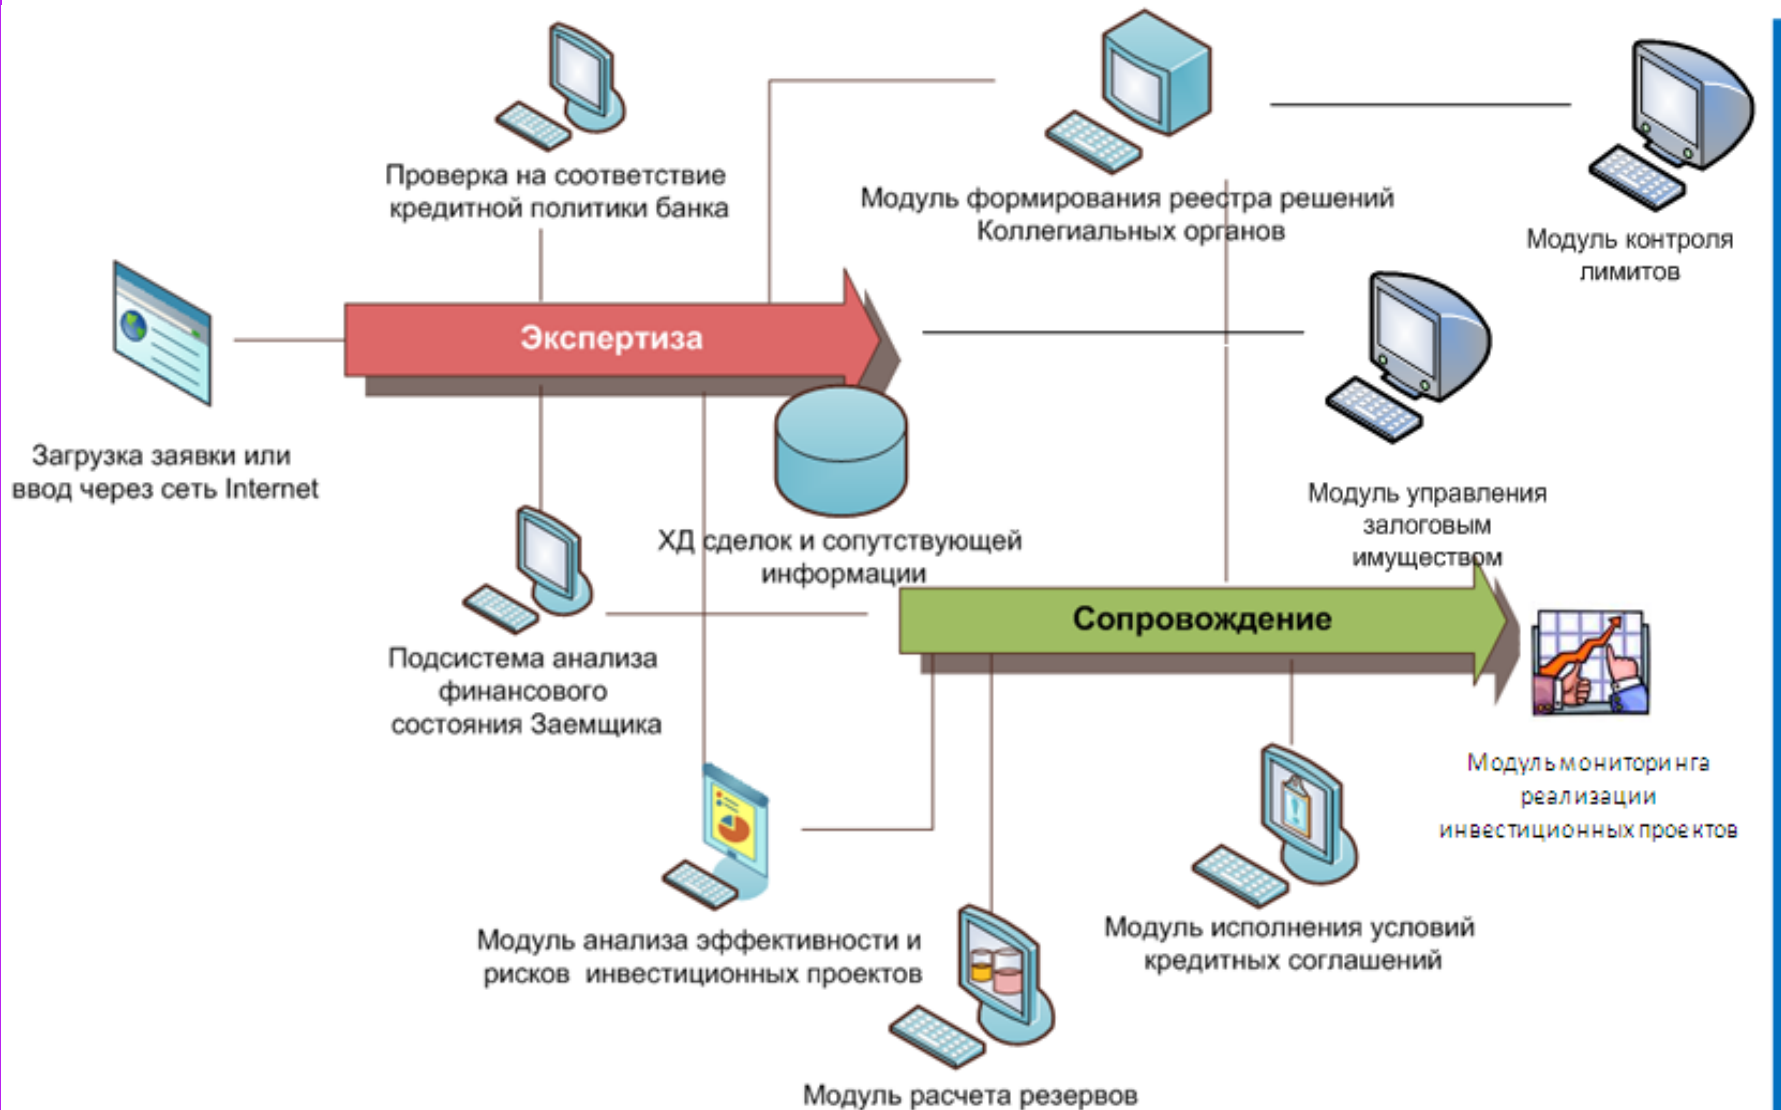 Проверка на соответствие
кредитной политики банка
Модуль формирования реестра решений
Коллегиальных органов
Модуль контроля
лимитов
Экспертиза
Загрузка заявки или
ввод через сеть Internet
Модуль управления
залоговым
имуществом
ХД сделок и сопутствующей
информации
Сопровождение
Подсистема анализа
финансового
состояния Заемщика
Модуль мониторинга
реализации
инвестиционных проектов
Модуль анализа эффективности и
рисков инвестиционных проектов
Модуль исполнения условий
кредитных соглашений
Модуль расчета резервов